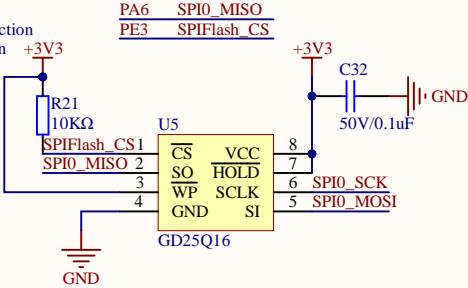 PA6 SPI0_MISO
ction
PE3 SPIFlash_CS
n
+3V3
+3V3
C32
GND
R21
10KΩ
50V/0.1uF
U5
SPIFlash_CS 1 CS VCC 8
SPI0_MISO 2 SO HOLD 7
3 WP SCLK 6 SPI0_SCK
4 GND SI 5 SPI0_MOSI
GD25Q16
GND